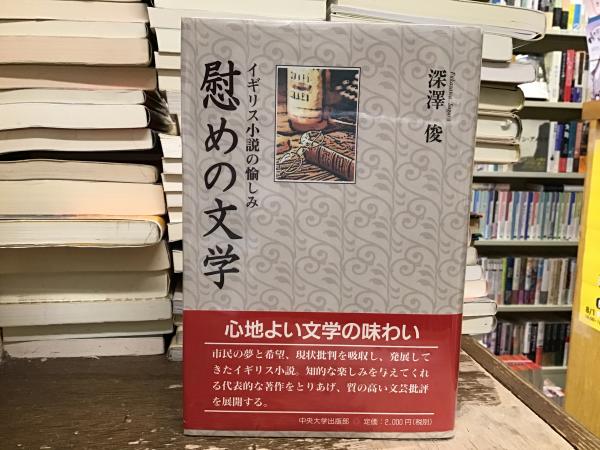 慰めの文学
イギリス小説の愉しみ
深澤 俊
Fukasawa Suguru
心地よい文学の味わい
市民の夢と希望、現状批判を吸収し、発展して
きたイギリス小説。知的な楽しみを与えてくれ
る代表的な著作をとりあげ、質の高い文芸批評
を展開する。
中央大学出版部 定価：2,000円(税別)